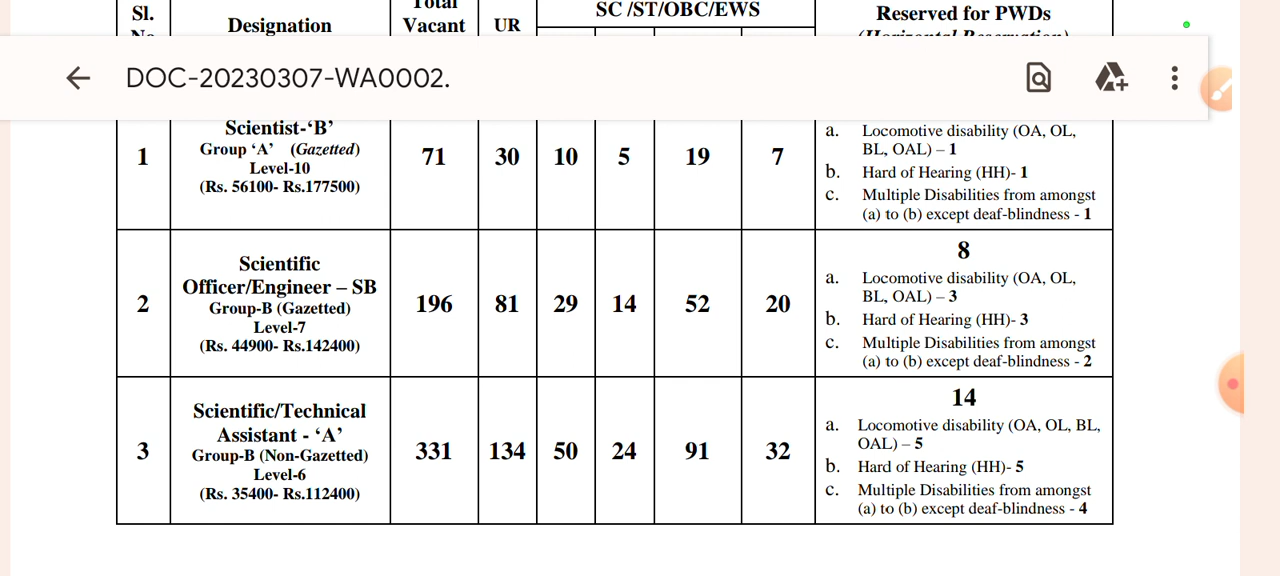 Sl.
No
Designation
Total
Vacant
UR
SC /ST/OBC/EWS
Reserved for PWDs
(Horizontal Reservation)
DOC-20230307-WA0002.
1
Scientist-‘B’
Group ‘A’ (Gazetted)
Level-10
(Rs. 56100- Rs.177500)
71
30
10
5
19
7
a. Locomotive disability (OA, OL,
BL, OAL) – 1
b. Hard of Hearing (HH)- 1
c. Multiple Disabilities from amongst
(a) to (b) except deaf-blindness - 1
2
Scientific
Officer/Engineer – SB
Group-B (Gazetted)
Level-7
(Rs. 44900- Rs.142400)
196
81
29
14
52
20
8
a. Locomotive disability (OA, OL,
BL, OAL) – 3
b. Hard of Hearing (HH)- 3
c. Multiple Disabilities from amongst
(a) to (b) except deaf-blindness - 2
3
Scientific/Technical
Assistant - ‘A’
Group-B (Non-Gazetted)
Level-6
(Rs. 35400- Rs.112400)
331
134
50
24
91
32
14
a. Locomotive disability (OA, OL, BL,
OAL) – 5
b. Hard of Hearing (HH)- 5
c. Multiple Disabilities from amongst
(a) to (b) except deaf-blindness - 4